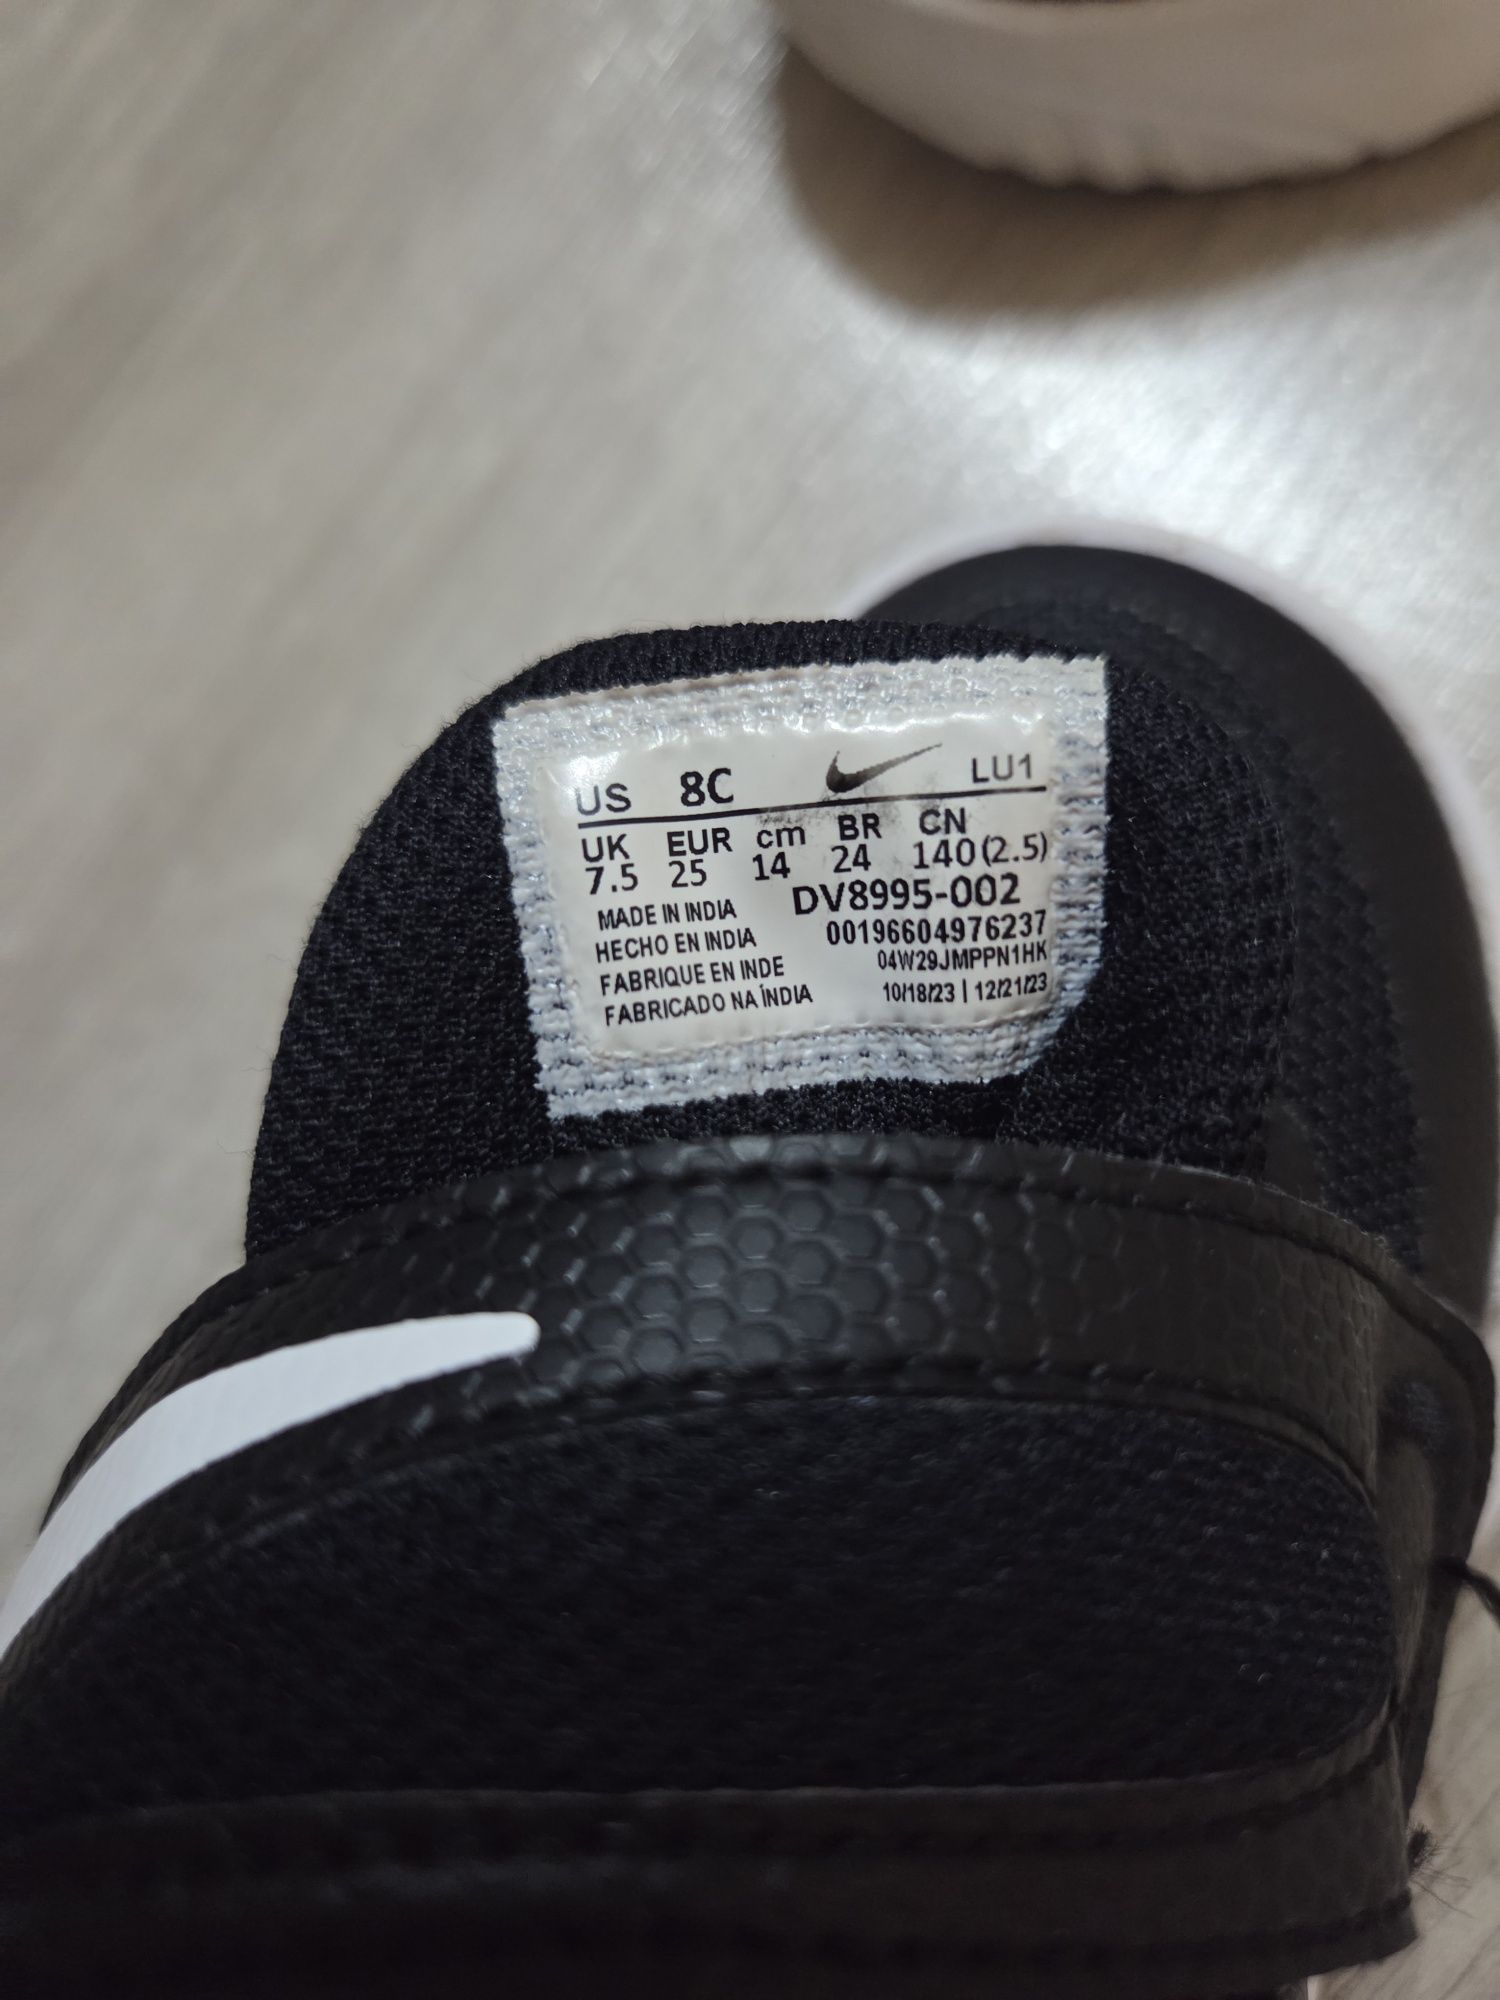 US 8C LU1
UK EUR cm BR CN
7.5 25 14 24 140(2.5)
MADE IN INDIA DV8995-002
HECHO EN INDIA 00196604976237
FABRIQUE EN INDE 04W29JMPPN1HK
FABRICADO NA ÍNDIA 10/18/23 | 12/21/23